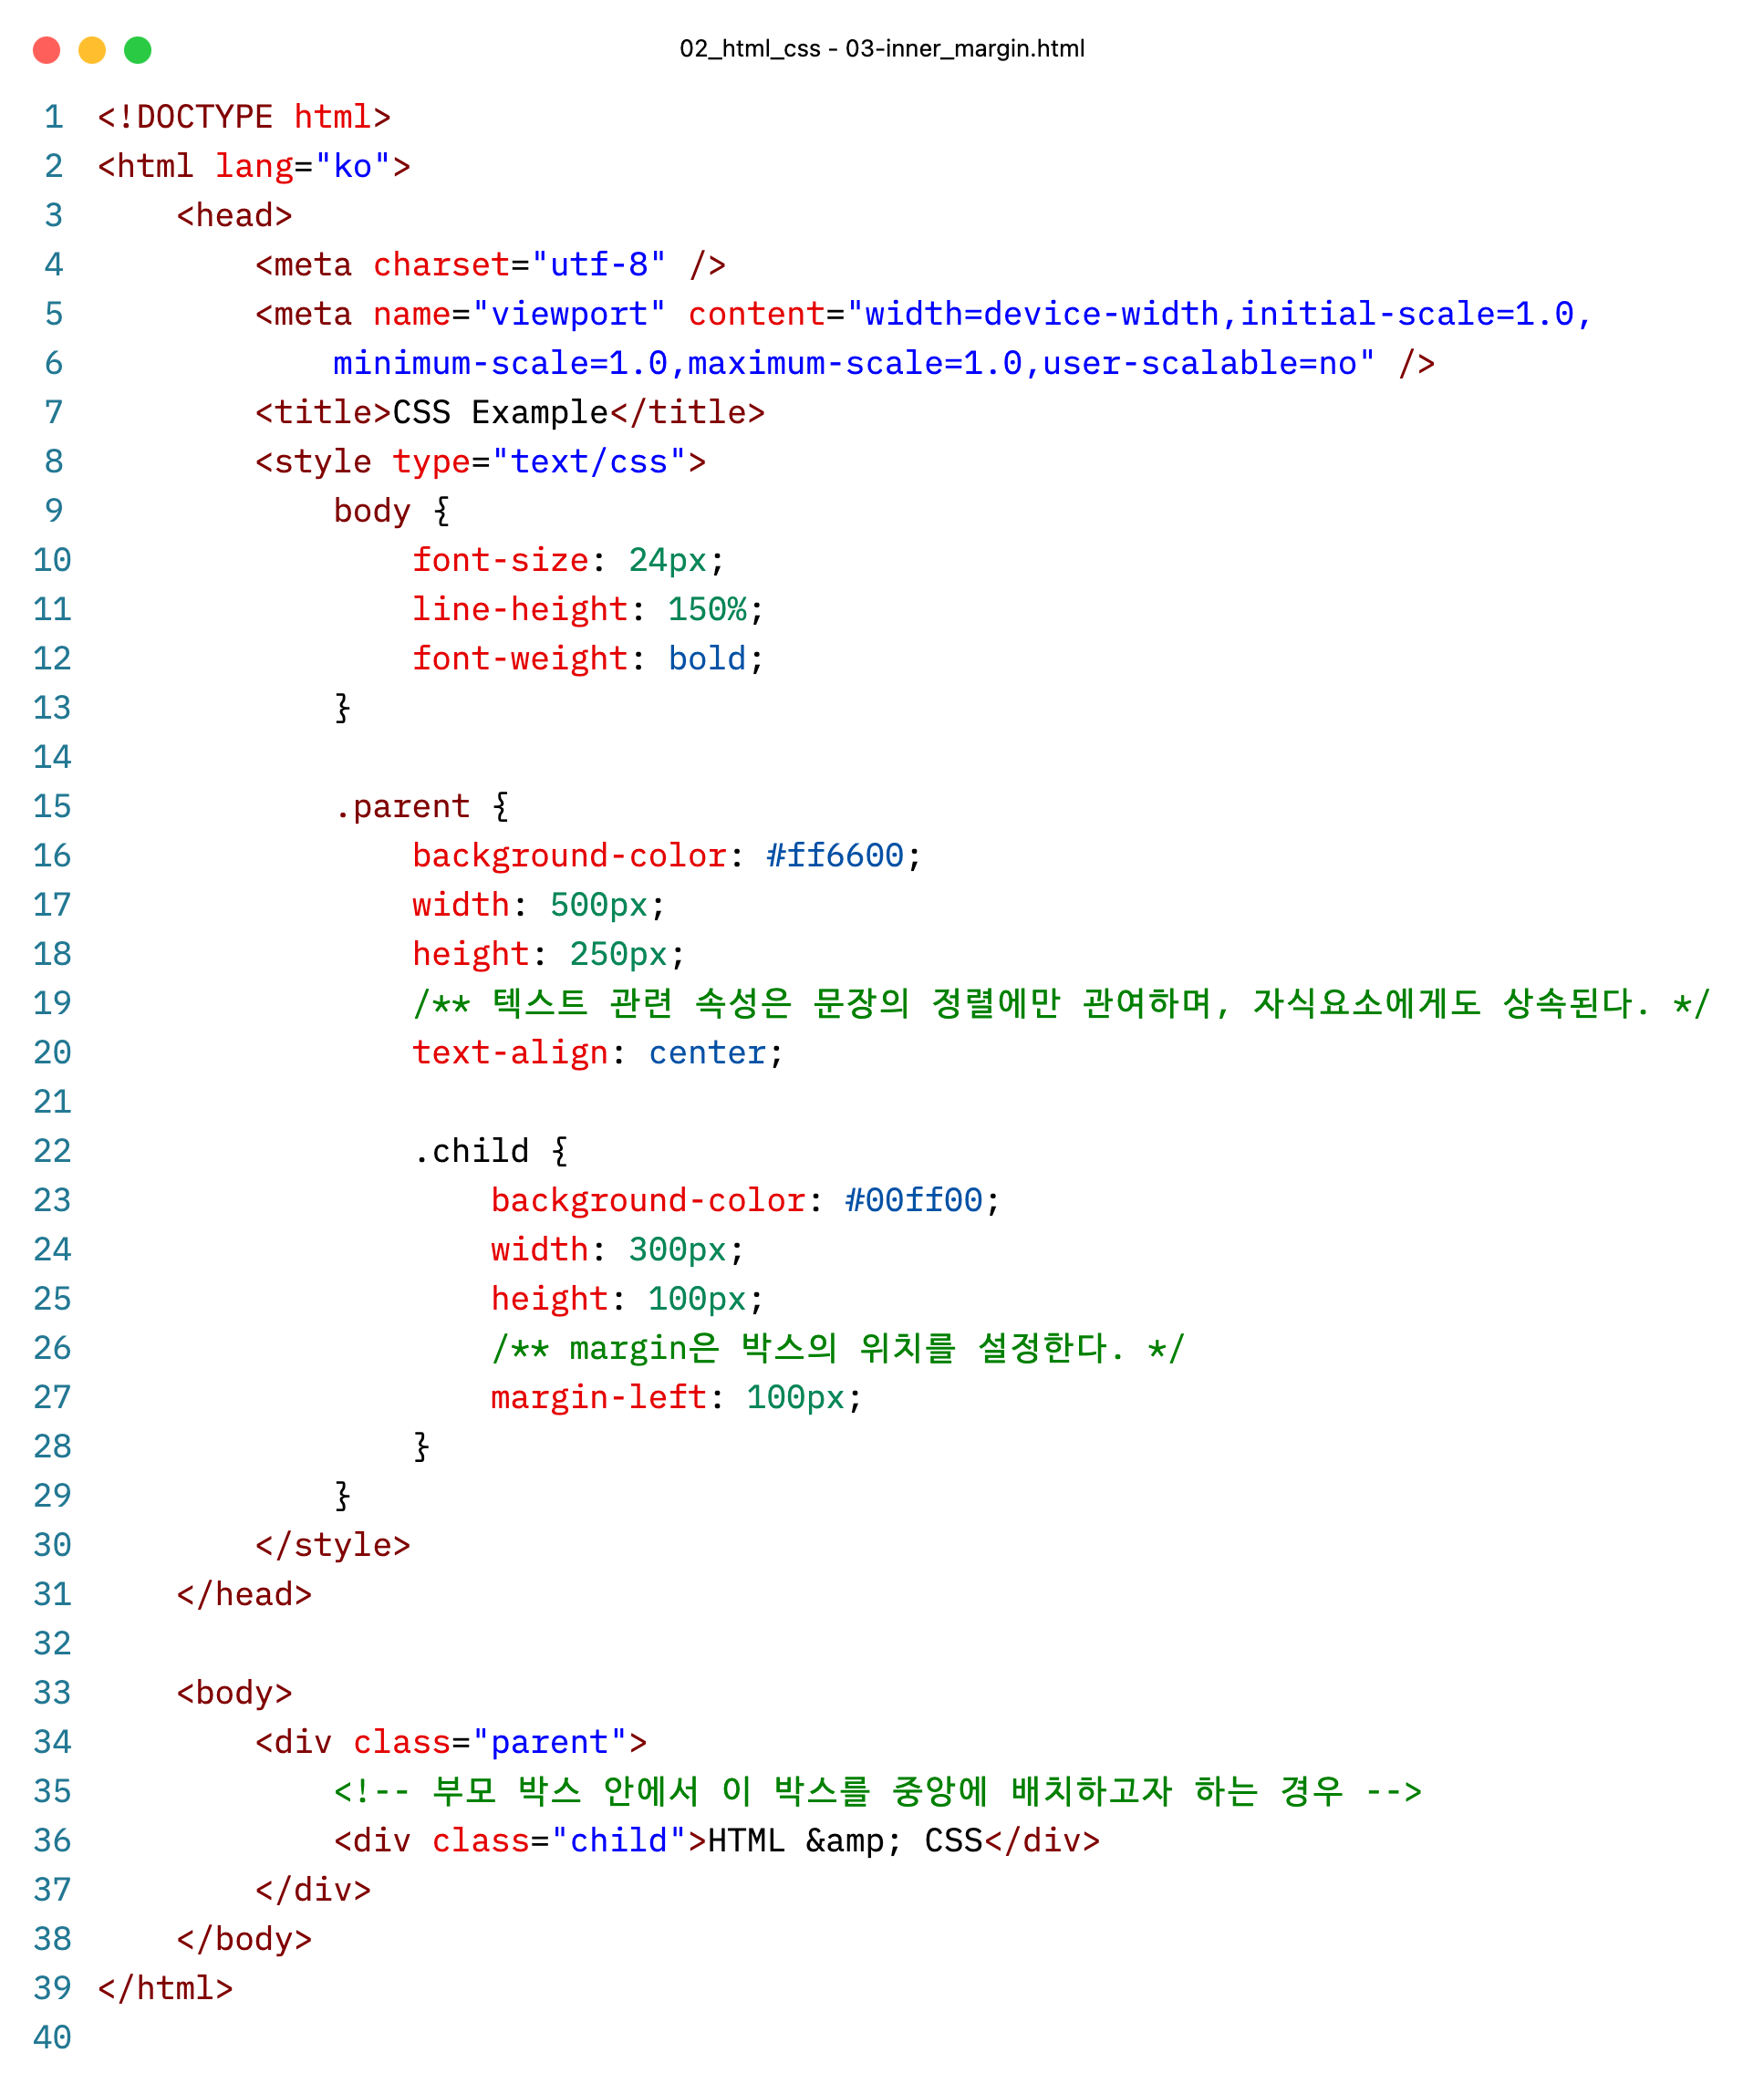 02_html_css - 03-inner_margin.html
1 <!DOCTYPE html>
2 <html lang="ko">
3     <head>
4         <meta charset="utf-8" />
5         <meta name="viewport" content="width=device-width,initial-scale=1.0,
6             minimum-scale=1.0,maximum-scale=1.0,user-scalable=no" />
7         <title>CSS Example</title>
8         <style type="text/css">
9             body {
10                 font-size: 24px;
11                 line-height: 150%;
12                 font-weight: bold;
13             }
14
15             .parent {
16                 background-color: #ff6600;
17                 width: 500px;
18                 height: 250px;
19                 /** 텍스트 관련 속성은 문장의 정렬에만 관여하며, 자식요소에게도 상속된다. */
20                 text-align: center;
21
22                 .child {
23                     background-color: #00ff00;
24                     width: 300px;
25                     height: 100px;
26                     /** margin은 박스의 위치를 설정한다. */
27                     margin-left: 100px;
28                 }
29             }
30         </style>
31     </head>
32
33     <body>
34         <div class="parent">
35             <!-- 부모 박스 안에서 이 박스를 중앙에 배치하고자 하는 경우 -->
36             <div class="child">HTML &amp; CSS</div>
37         </div>
38     </body>
39 </html>
40